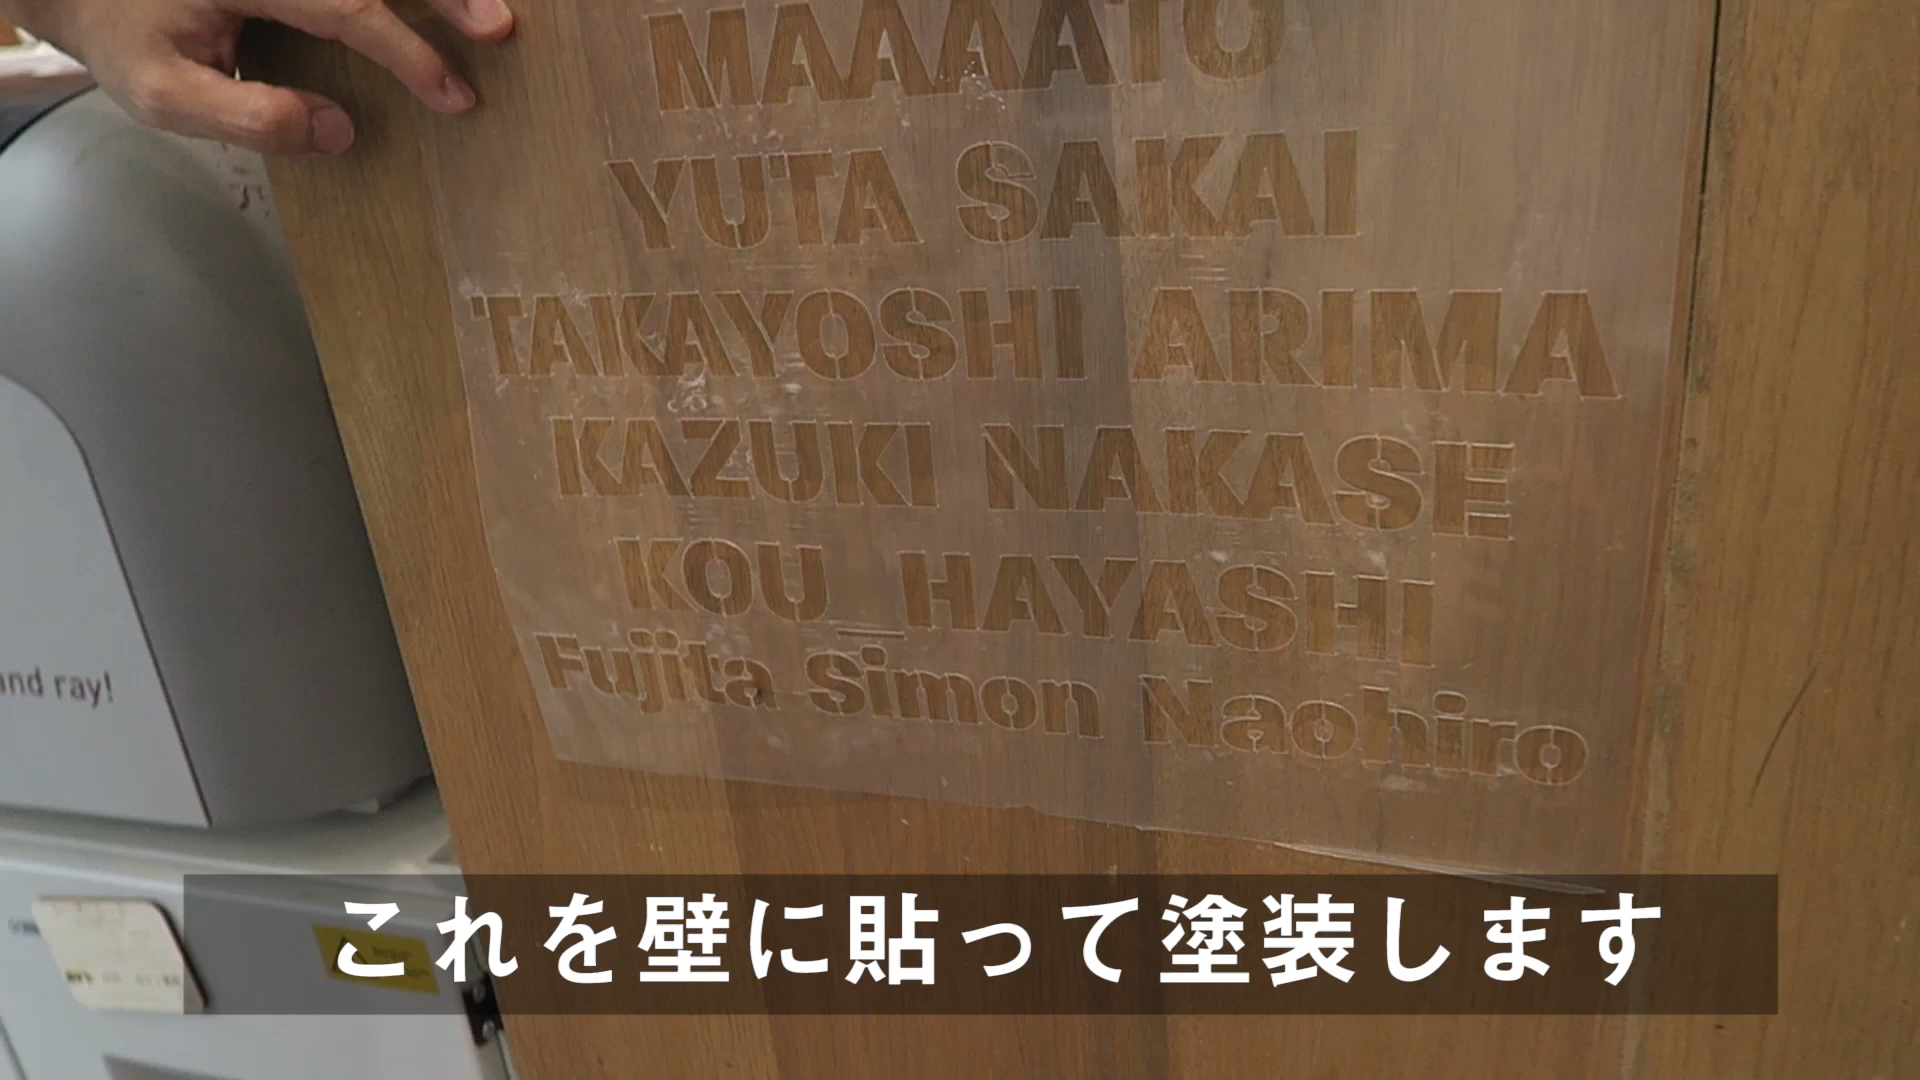 MAAAATO
YUTA SAKAI
TAKAYOSHI ARIMA
KAZUKI NAKASE
KOU_HAYASHI
Fujita Simon Naohiro
and ray!
これを壁に貼って塗装します